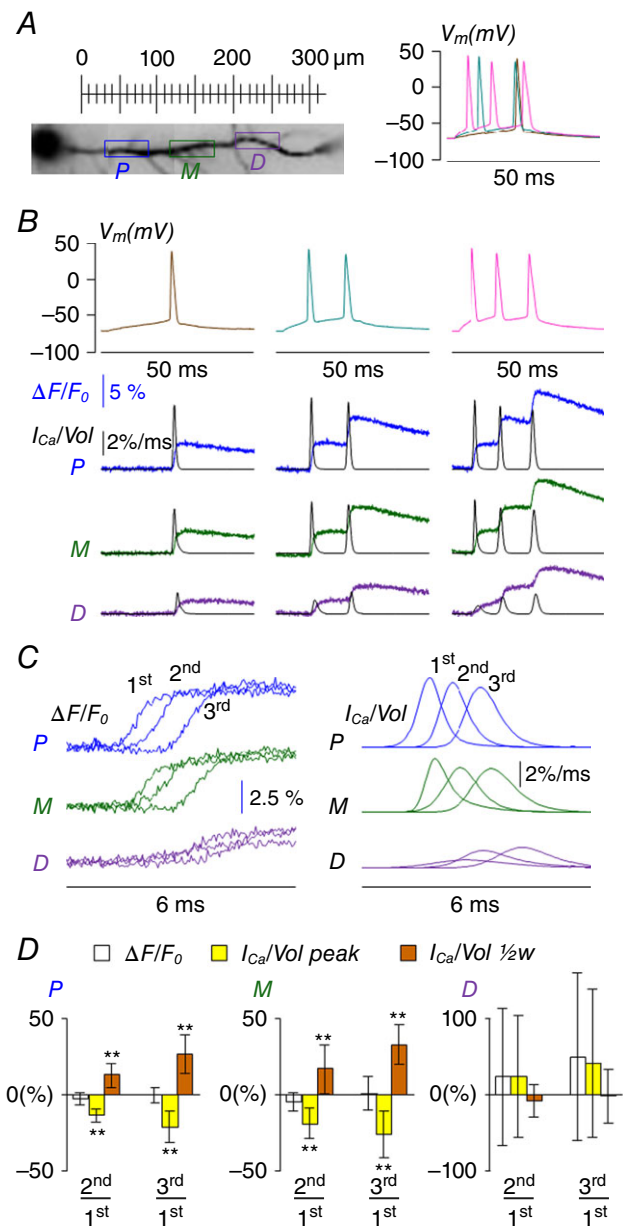 A
0 100 200 300 µm
P M D
Vm(mV)
50
0
−50
−100
50 ms
B
Vm(mV)
50
0
−50
−100
50 ms 50 ms 50 ms
ΔF/F0 5 %
ICa/Vol 2%/ms
P
M
D
C
ΔF/F0 1st 2nd 3rd
P
M
D
2.5 %
6 ms
ICa/Vol 1st 2nd 3rd
P
M
D
2%/ms
6 ms
D
ΔF/F0 ICa/Vol peak ICa/Vol ½w
P M D
50 50 100
0(%) 0(%) 0(%)
−50 −50 −100
** ** ** **
** ** ** **
2nd 3rd 2nd 3rd 2nd 3rd
1st 1st 1st 1st 1st 1st